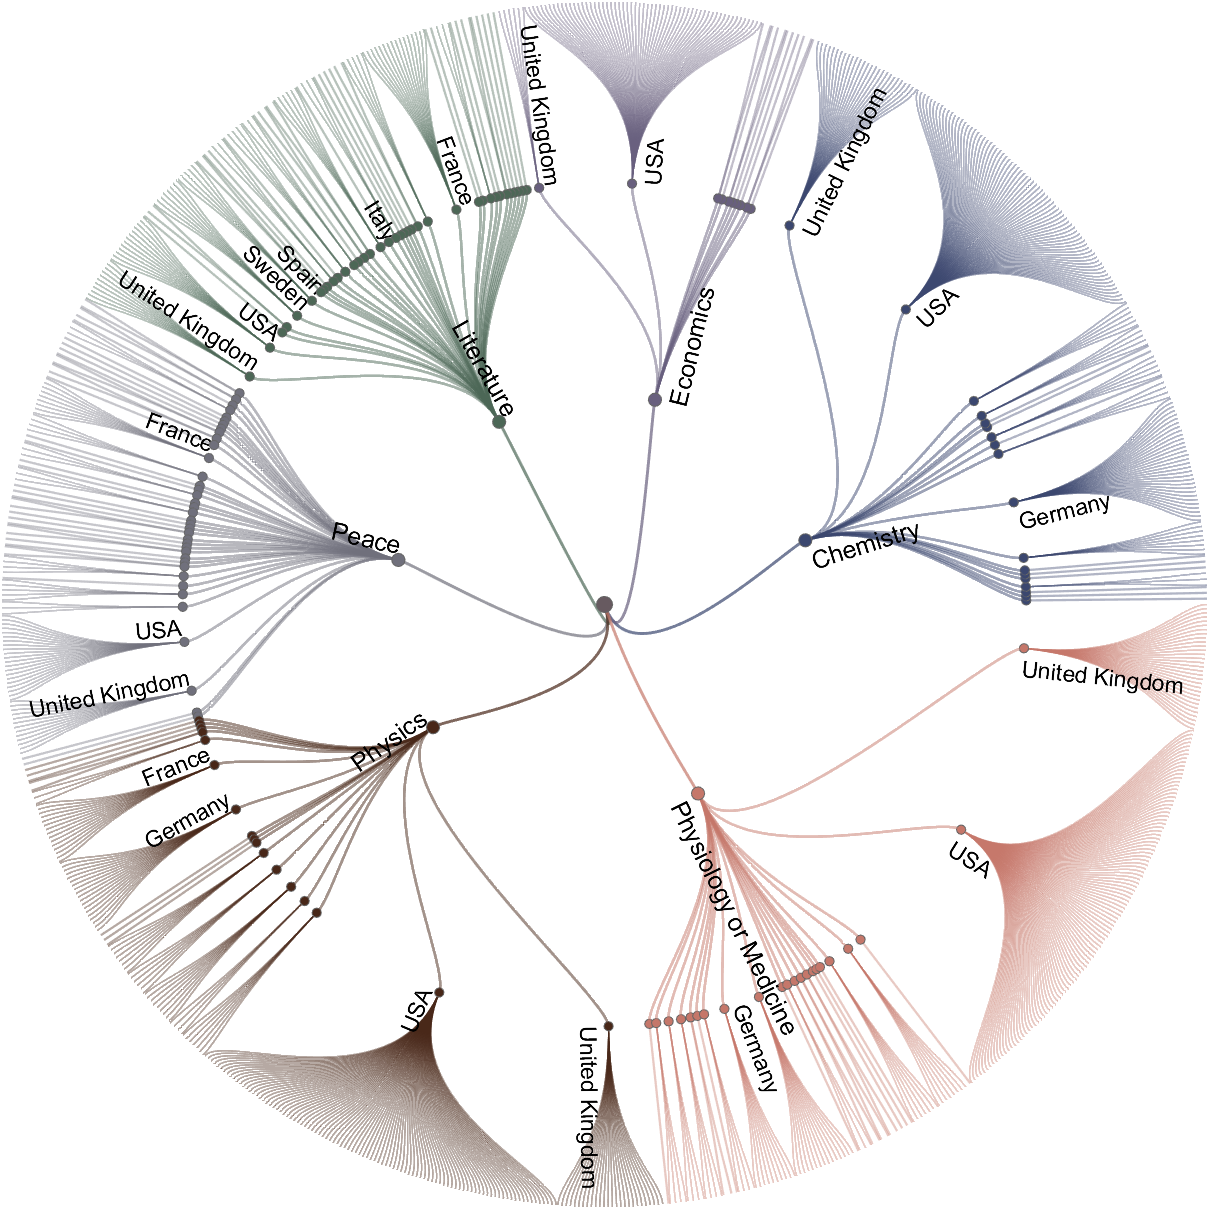 United Kingdom
USA
Economics
United Kingdom
USA
Germany
Chemistry
United Kingdom
USA
Physiology or Medicine
Germany
United Kingdom
USA
Physics
Germany
France
United Kingdom
USA
Peace
France
United Kingdom
USA
Sweden
Spain
Italy
France
Literature